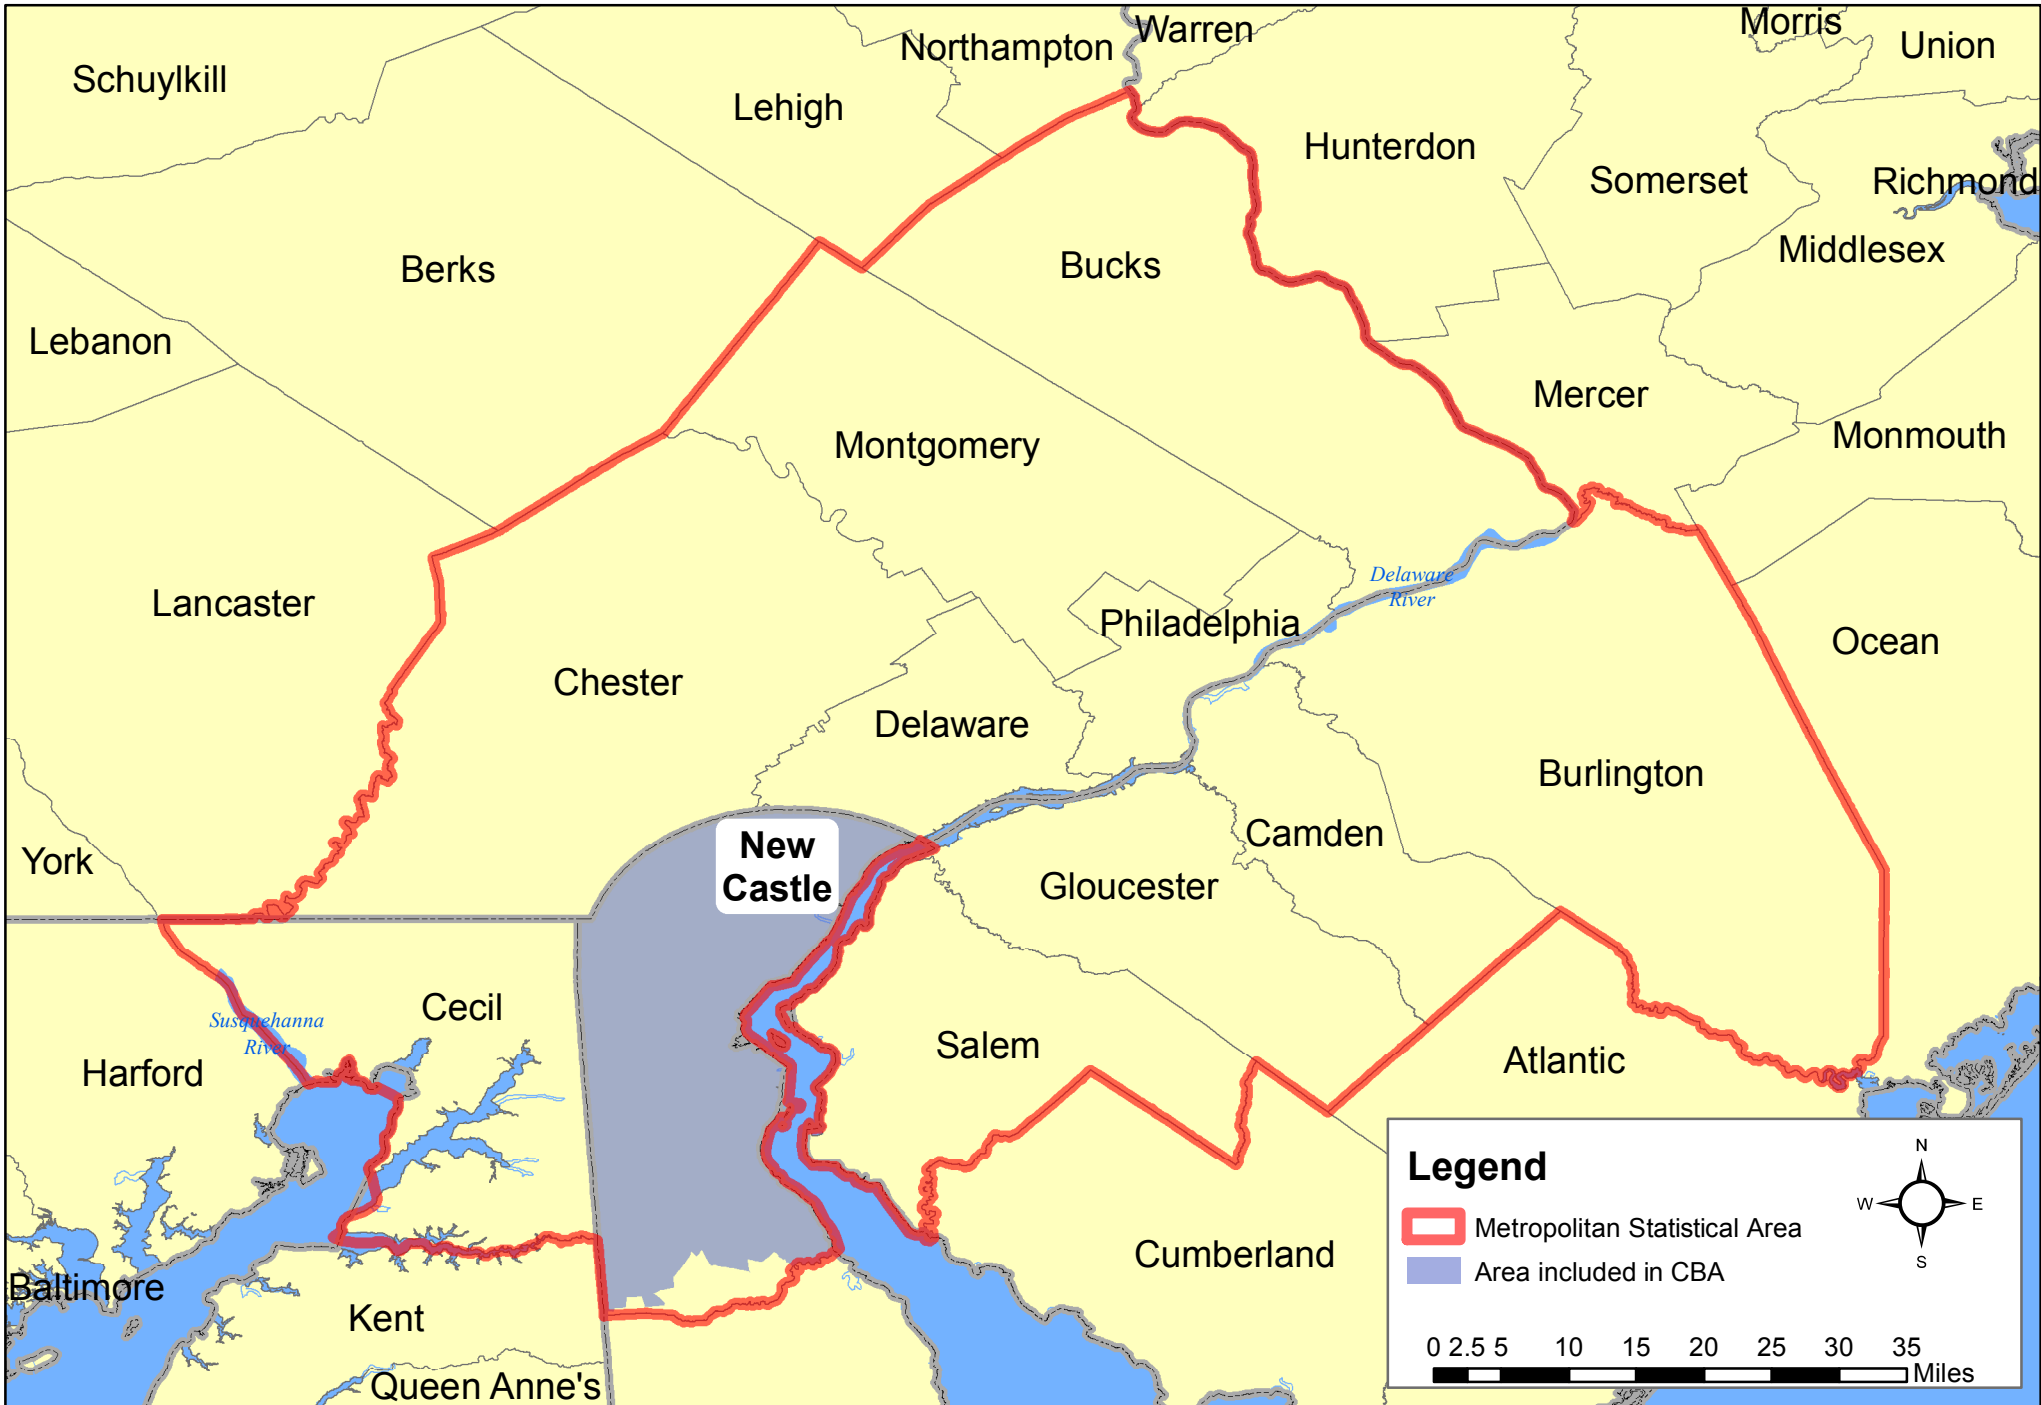 Morris
Warren
Northampton
Union
Schuylkill
Lehigh
Hunterdon
Somerset
Richmond
Middlesex
Bucks
Berks
Lebanon
Mercer
Monmouth
Montgomery
Delaware
River
Lancaster
Philadelphia
Ocean
Chester
Delaware
Burlington
Camden
York
New
Castle
Gloucester
Cecil
Susquehanna
River
Salem
Atlantic
Harford
Cumberland
Baltimore
Kent
Queen Anne's
Legend
N
W
E
S
Metropolitan Statistical Area
Area included in CBA
0 2.5 5 10 15 20 25 30 35
Miles